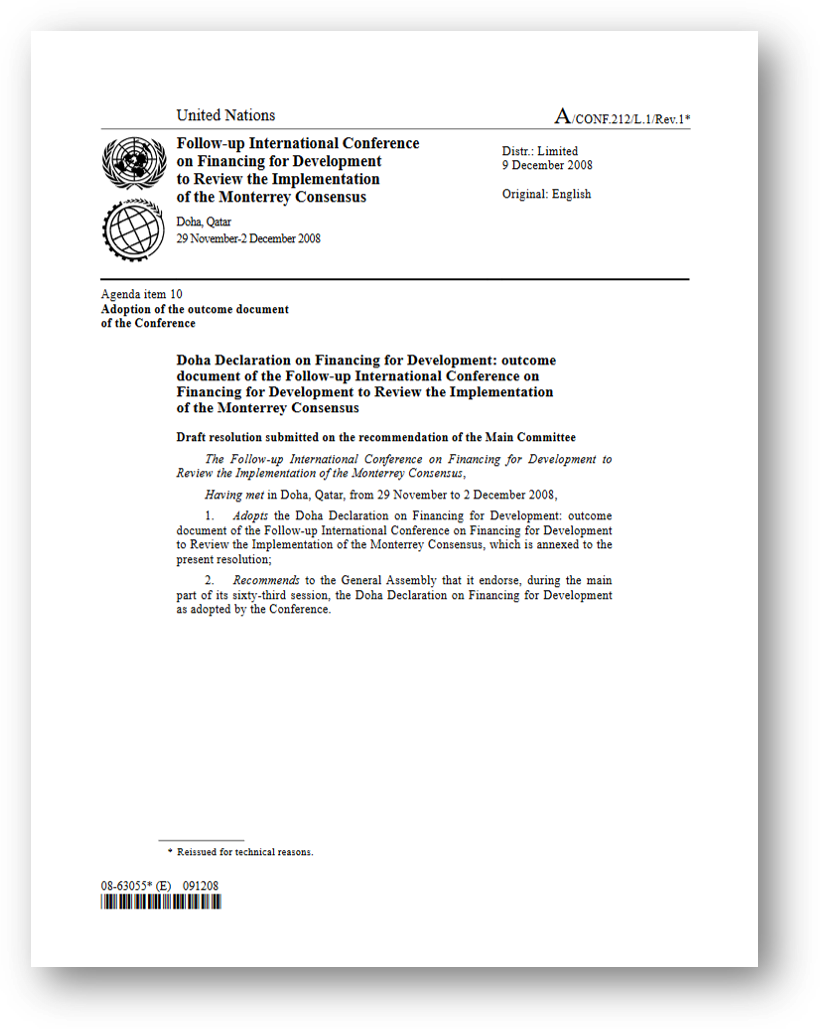 United Nations
A/CONF.212/L.1/Rev.1*
Follow-up International Conference
on Financing for Development
to Review the Implementation
of the Monterrey Consensus
Doha, Qatar
29 November-2 December 2008
Distr.: Limited
9 December 2008
Original: English
Agenda item 10
Adoption of the outcome document
of the Conference
Doha Declaration on Financing for Development: outcome
document of the Follow-up International Conference on
Financing for Development to Review the Implementation
of the Monterrey Consensus
Draft resolution submitted on the recommendation of the Main Committee
The Follow-up International Conference on Financing for Development to
Review the Implementation of the Monterrey Consensus,
Having met in Doha, Qatar, from 29 November to 2 December 2008,
1. Adopts the Doha Declaration on Financing for Development: outcome
document of the Follow-up International Conference on Financing for Development
to Review the Implementation of the Monterrey Consensus, which is annexed to the
present resolution;
2. Recommends to the General Assembly that it endorse, during the main
part of its sixty-third session, the Doha Declaration on Financing for Development
as adopted by the Conference.
* Reissued for technical reasons.
08-63055* (E) 091208